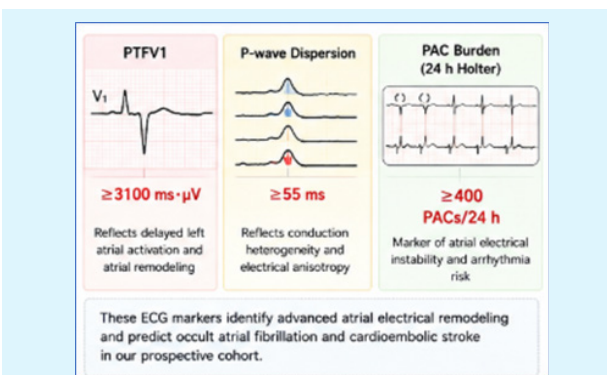 PTFV1
V1
≥3100 ms·μV
Reflects delayed left
atrial activation and
atrial remodeling
P-wave Dispersion
≥55 ms
Reflects conduction
heterogeneity and
electrical anisotropy
PAC Burden
(24 h Holter)
≥400
PACs/24 h
Marker of atrial electrical
instability and arrhythmia
risk
These ECG markers identify advanced atrial electrical remodeling
and predict occult atrial fibrillation and cardioembolic stroke
in our prospective cohort.